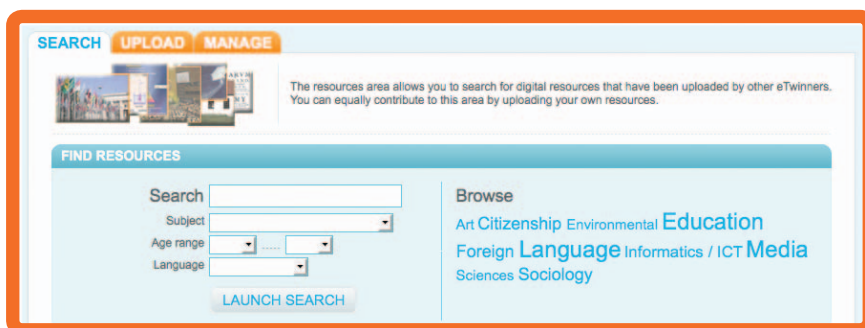 SEARCH UPLOAD MANAGE
The resources area allows you to search for digital resources that have been uploaded by other eTwinners.
You can equally contribute to this area by uploading your own resources.
FIND RESOURCES
Search
Subject
Age range ......
Language
LAUNCH SEARCH
Browse
Art Citizenship Environmental Education
Foreign Language Informatics / ICT Media
Sciences Sociology